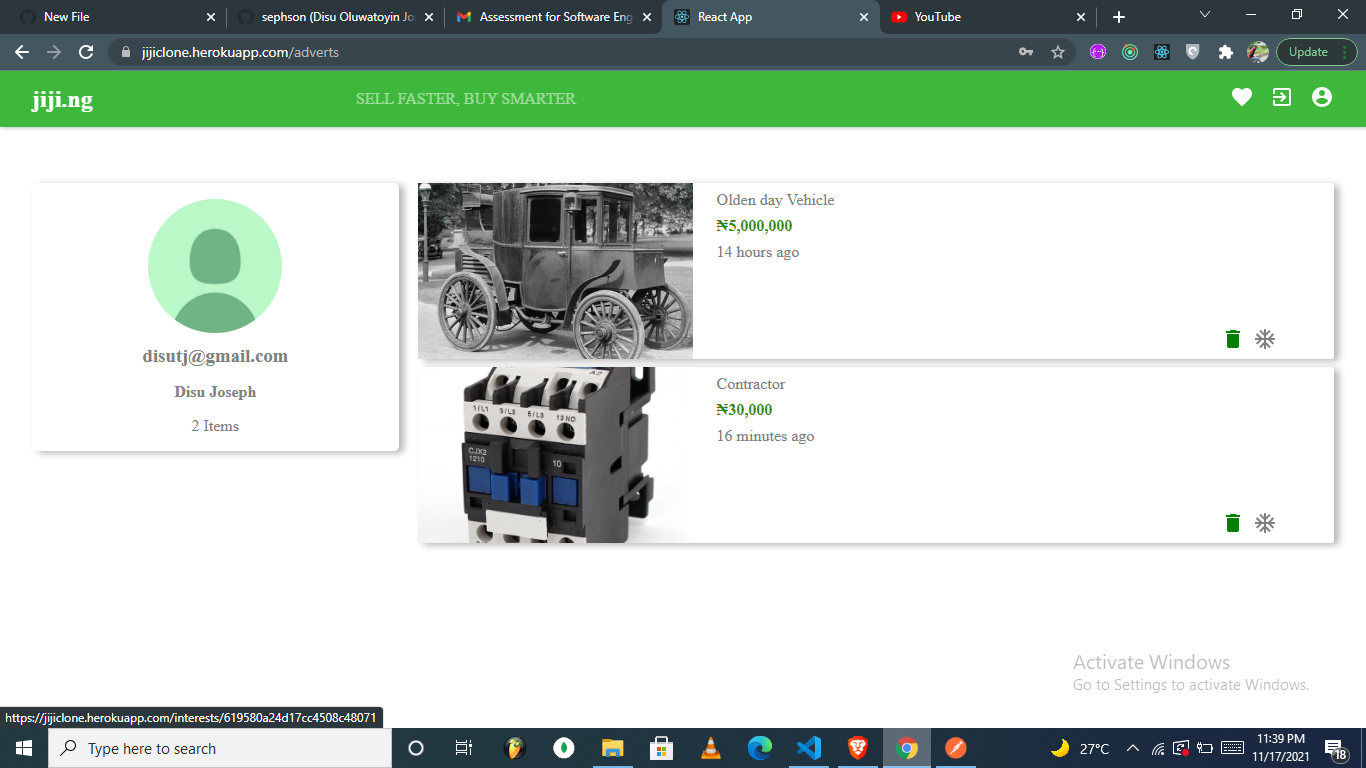 New File
sephson (Disu Oluwatoyin Jo
Assessment for Software Eng
React App
YouTube
jijiclone.herokuapp.com/adverts
Update
jiji.ng
SELL FASTER, BUY SMARTER
disutj@gmail.com
Disu Joseph
2 Items
Olden day Vehicle
₦5,000,000
14 hours ago
A2
1/L1 3/L2 5/L3 13NO
CJX2
1210
10
Contractor
₦30,000
16 minutes ago
Activate Windows
Go to Settings to activate Windows.
https://jijiclone.herokuapp.com/interests/619580a24d17cc4508c48071
Type here to search
27°C
11:39 PM
11/17/2021
18